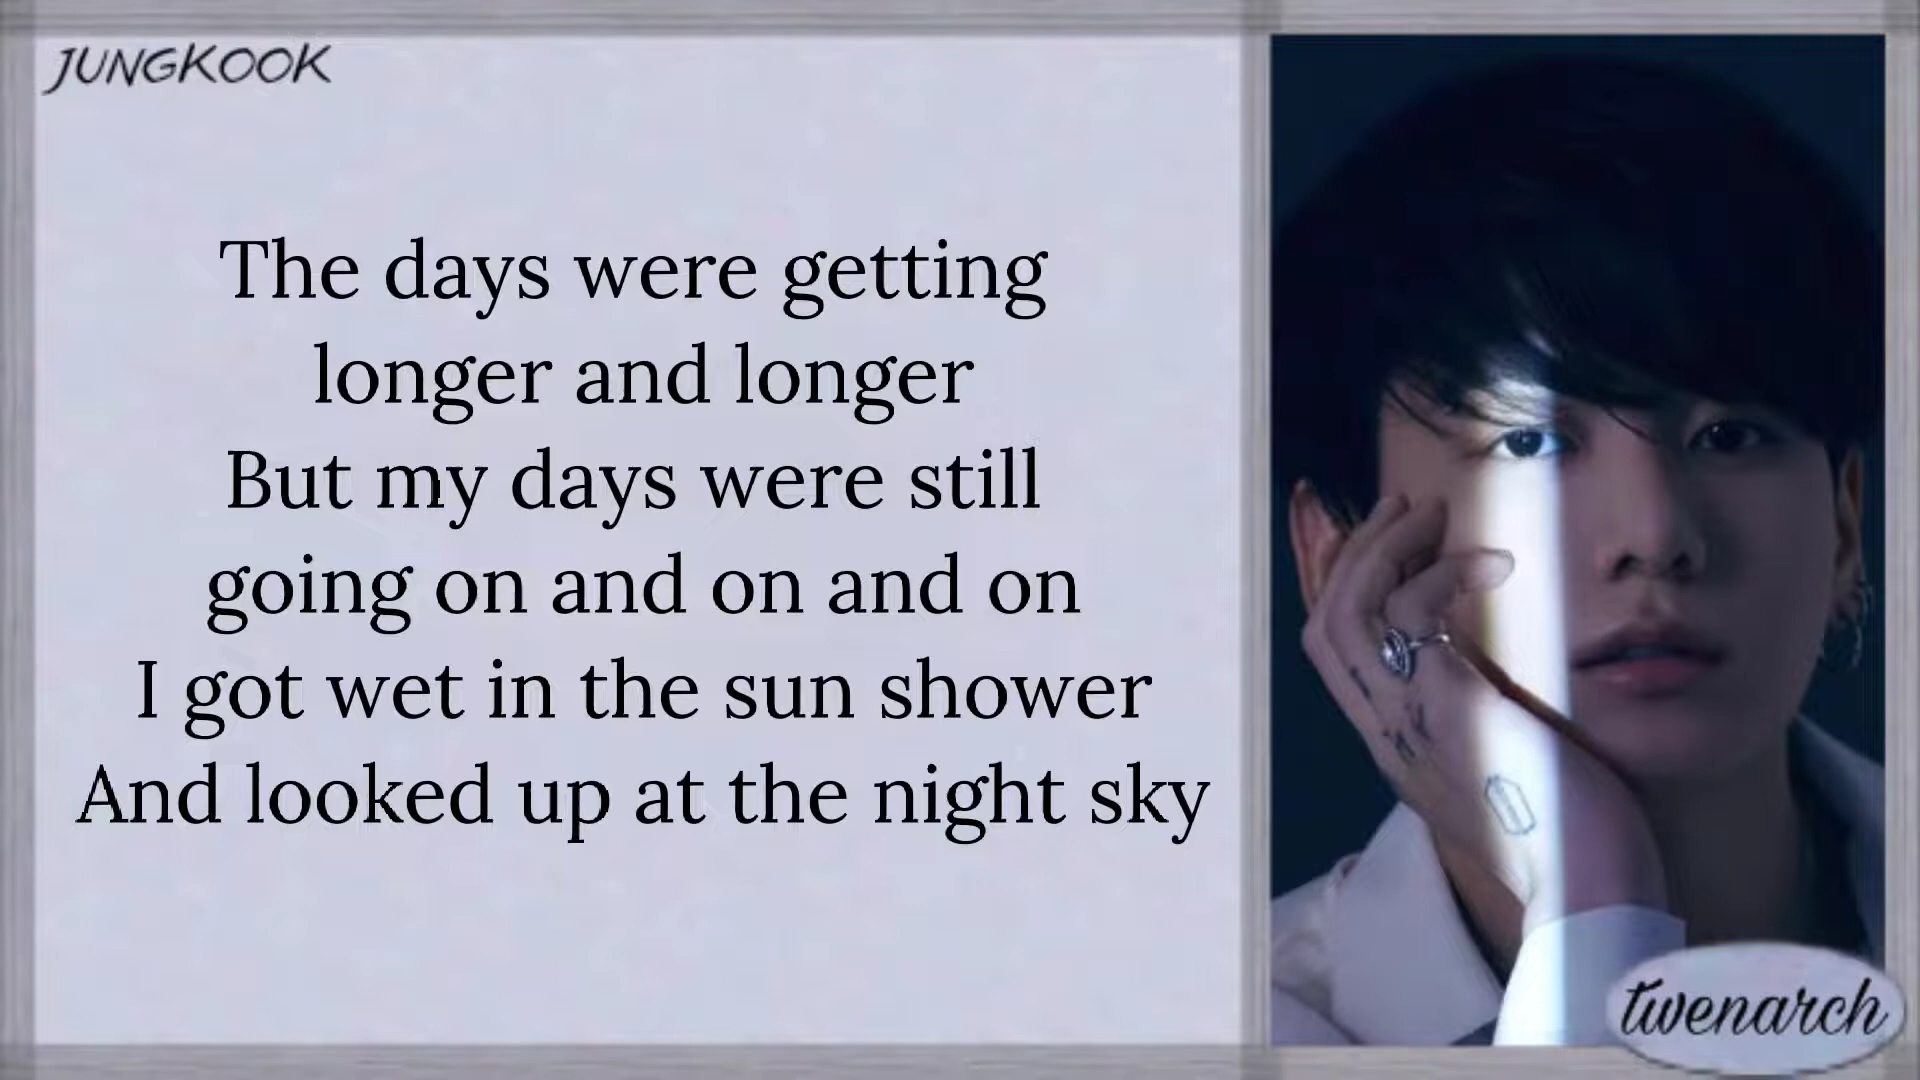 JUNGKOOK
The days were getting
longer and longer
But my days were still
going on and on and on
I got wet in the sun shower
And looked up at the night sky
twenarch